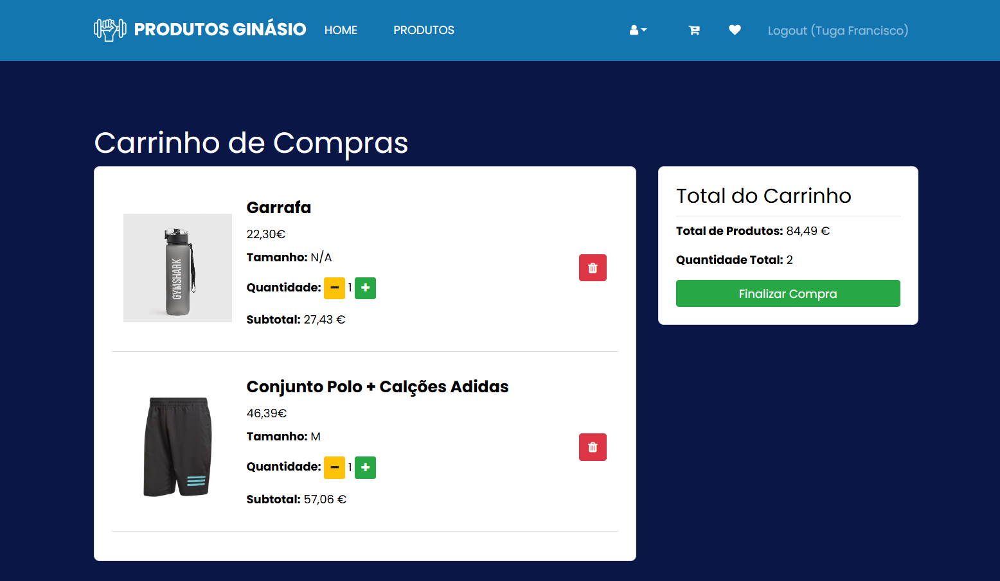 PRODUTOS GINÁSIO HOME PRODUTOS Logout (Tuga Francisco)
Carrinho de Compras
Garrafa
22,30€
Tamanho: N/A
Quantidade: 1
Subtotal: 27,43 €
GYMSHARK
Conjunto Polo + Calções Adidas
46,39€
Tamanho: M
Quantidade: 1
Subtotal: 57,06 €
Total do Carrinho
Total de Produtos: 84,49 €
Quantidade Total: 2
Finalizar Compra